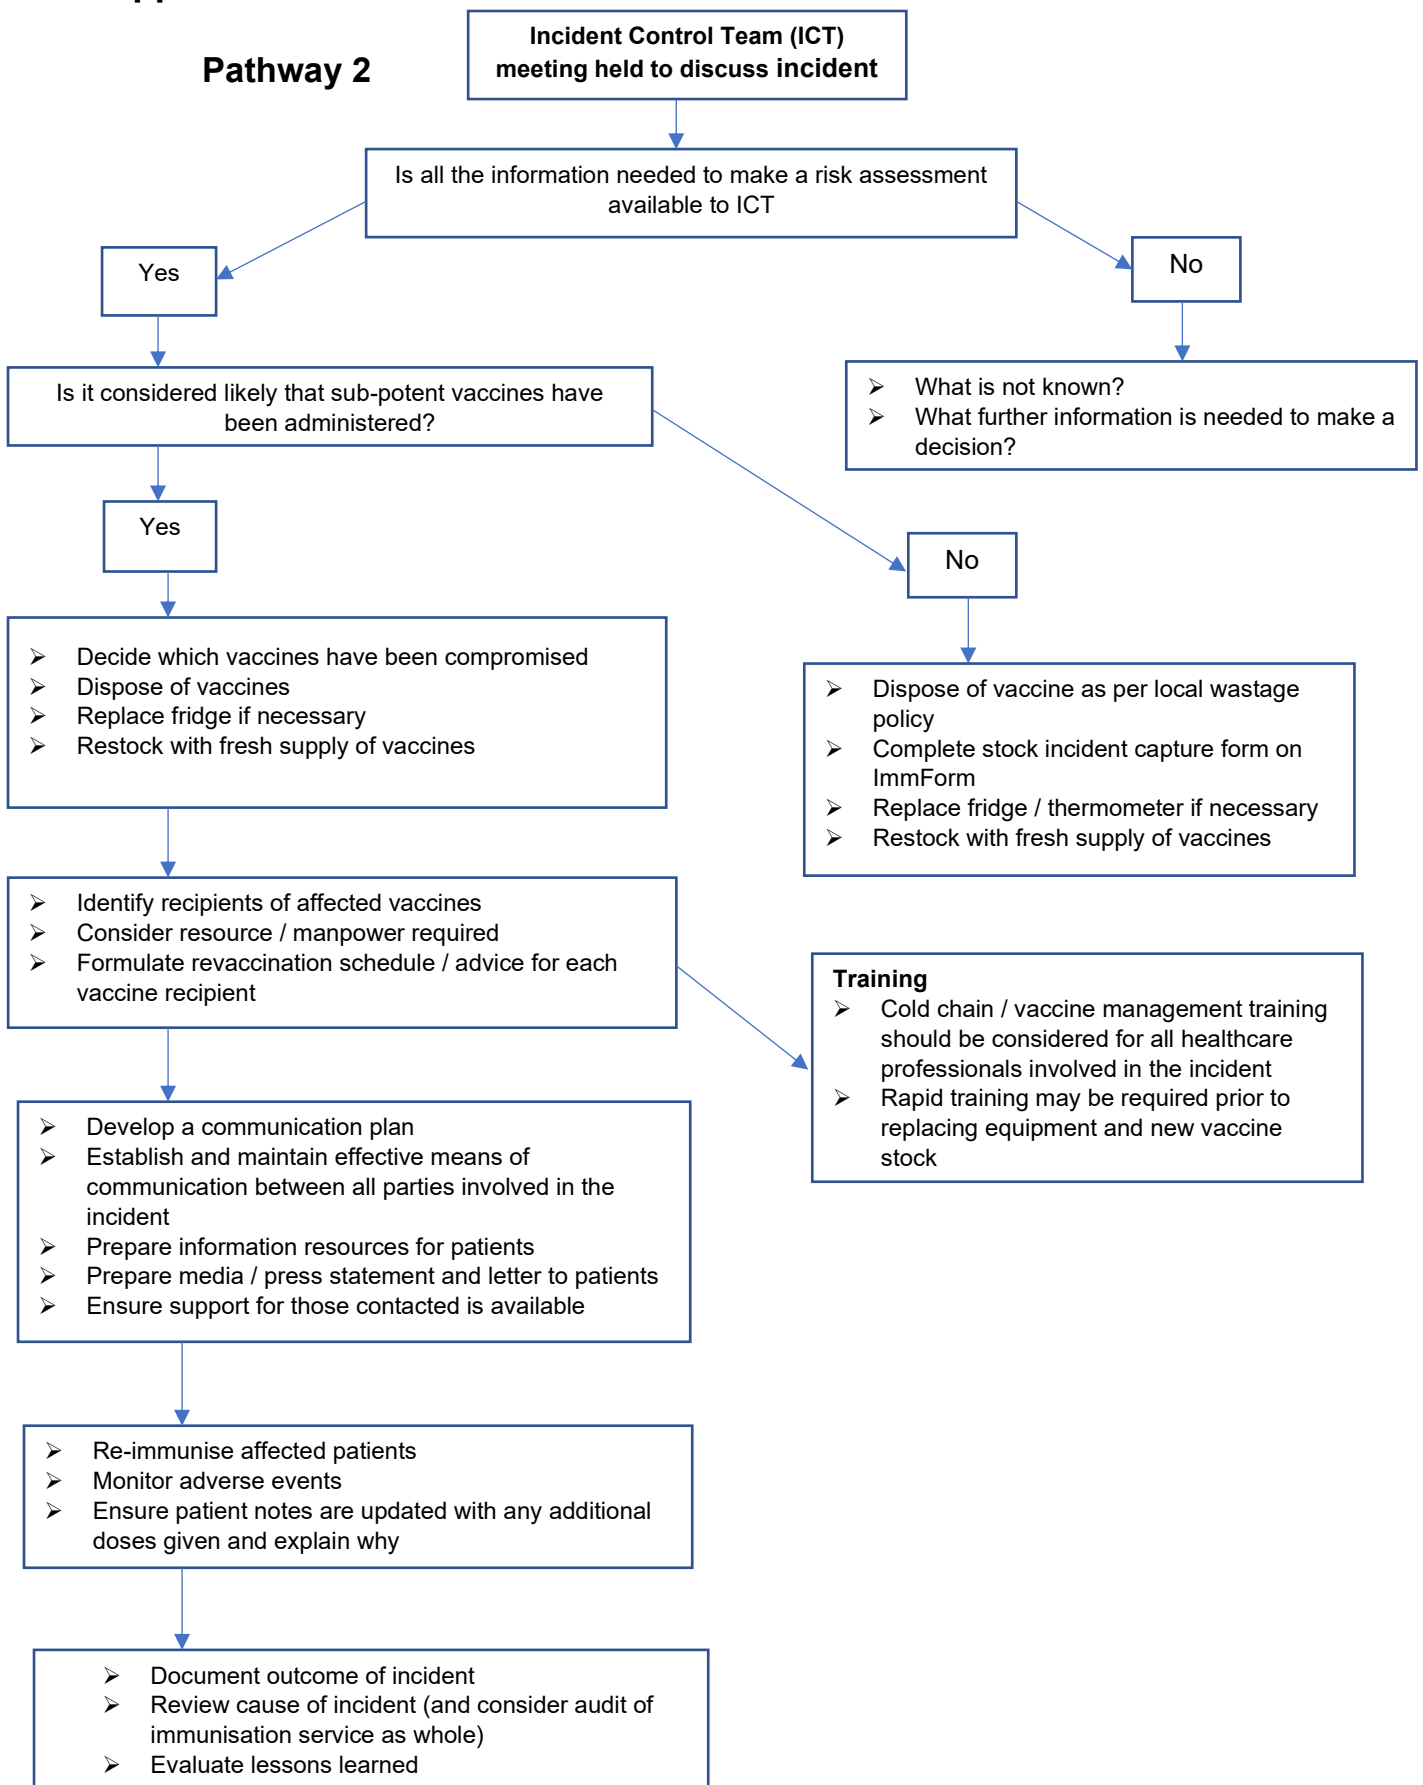 Pathway 2
Incident Control Team (ICT)
meeting held to discuss incident
Is all the information needed to make a risk assessment
available to ICT
Yes
No
Is it considered likely that sub-potent vaccines have
been administered?
➢ What is not known?
➢ What further information is needed to make a
decision?
Yes
No
➢ Decide which vaccines have been compromised
➢ Dispose of vaccines
➢ Replace fridge if necessary
➢ Restock with fresh supply of vaccines
➢ Dispose of vaccine as per local wastage
policy
➢ Complete stock incident capture form on
ImmForm
➢ Replace fridge / thermometer if necessary
➢ Restock with fresh supply of vaccines
➢ Identify recipients of affected vaccines
➢ Consider resource / manpower required
➢ Formulate revaccination schedule / advice for each
vaccine recipient
Training
➢ Cold chain / vaccine management training
should be considered for all healthcare
professionals involved in the incident
➢ Rapid training may be required prior to
replacing equipment and new vaccine
stock
➢ Develop a communication plan
➢ Establish and maintain effective means of
communication between all parties involved in the
incident
➢ Prepare information resources for patients
➢ Prepare media / press statement and letter to patients
➢ Ensure support for those contacted is available
➢ Re-immunise affected patients
➢ Monitor adverse events
➢ Ensure patient notes are updated with any additional
doses given and explain why
➢ Document outcome of incident
➢ Review cause of incident (and consider audit of
immunisation service as whole)
➢ Evaluate lessons learned